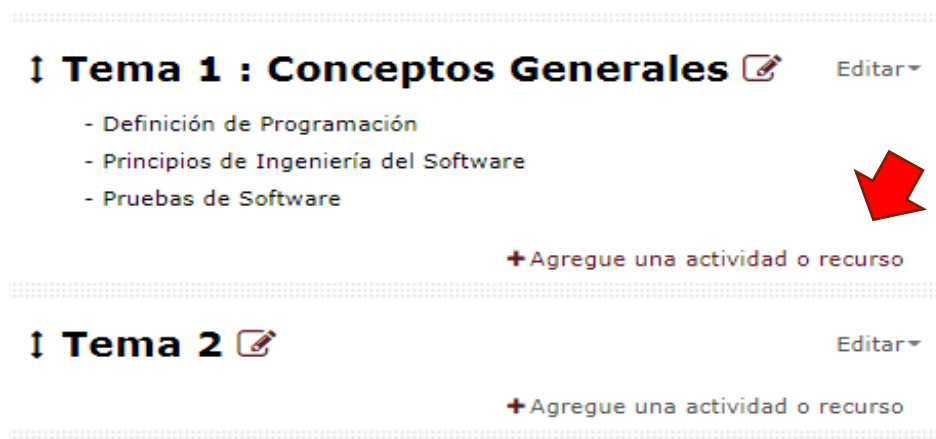 Tema 1 : Conceptos Generales Editar
- Definición de Programación
- Principios de Ingeniería del Software
- Pruebas de Software
+Agregue una actividad o recurso
Tema 2 Editar
+Agregue una actividad o recurso